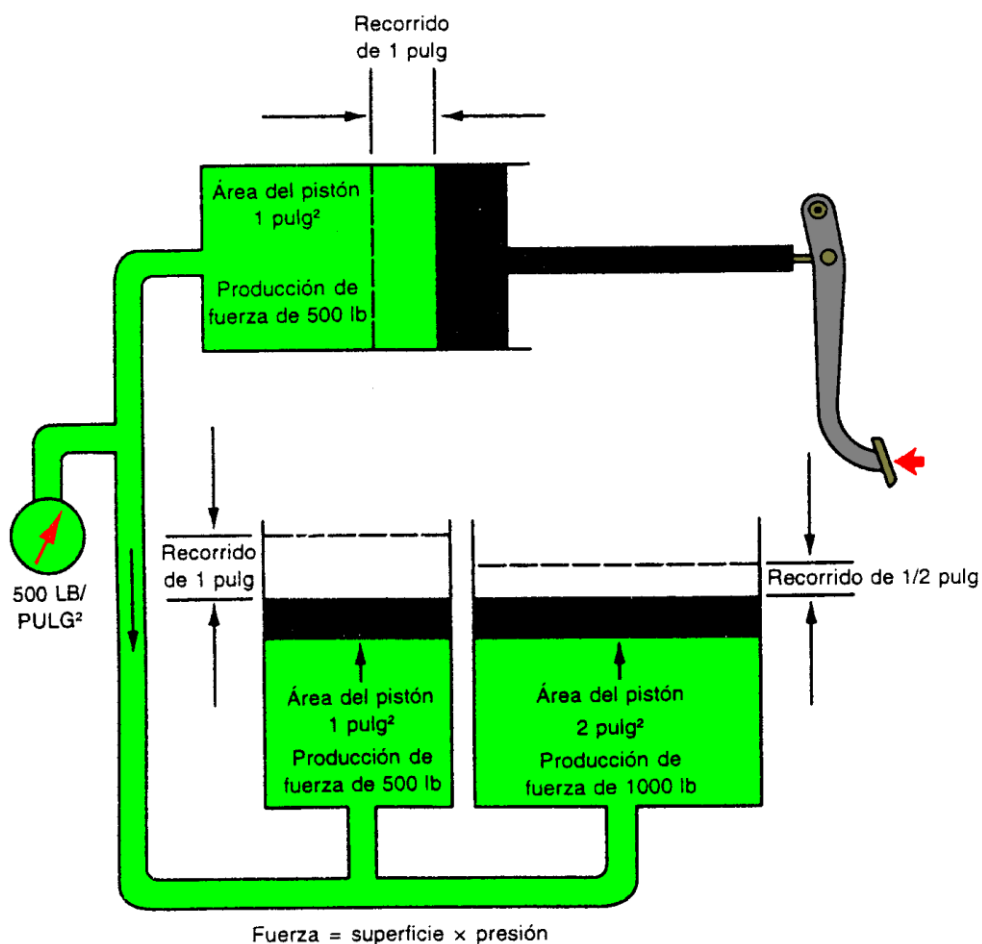 Recorrido
de 1 pulg
Área del pistón
1 pulg²
Producción de
fuerza de 500 lb
500 LB/
PULG²
Recorrido
de 1 pulg
Recorrido de 1/2 pulg
Área del pistón
1 pulg²
Producción de
fuerza de 500 lb
Área del pistón
2 pulg²
Producción de
fuerza de 1000 lb
Fuerza = superficie × presión